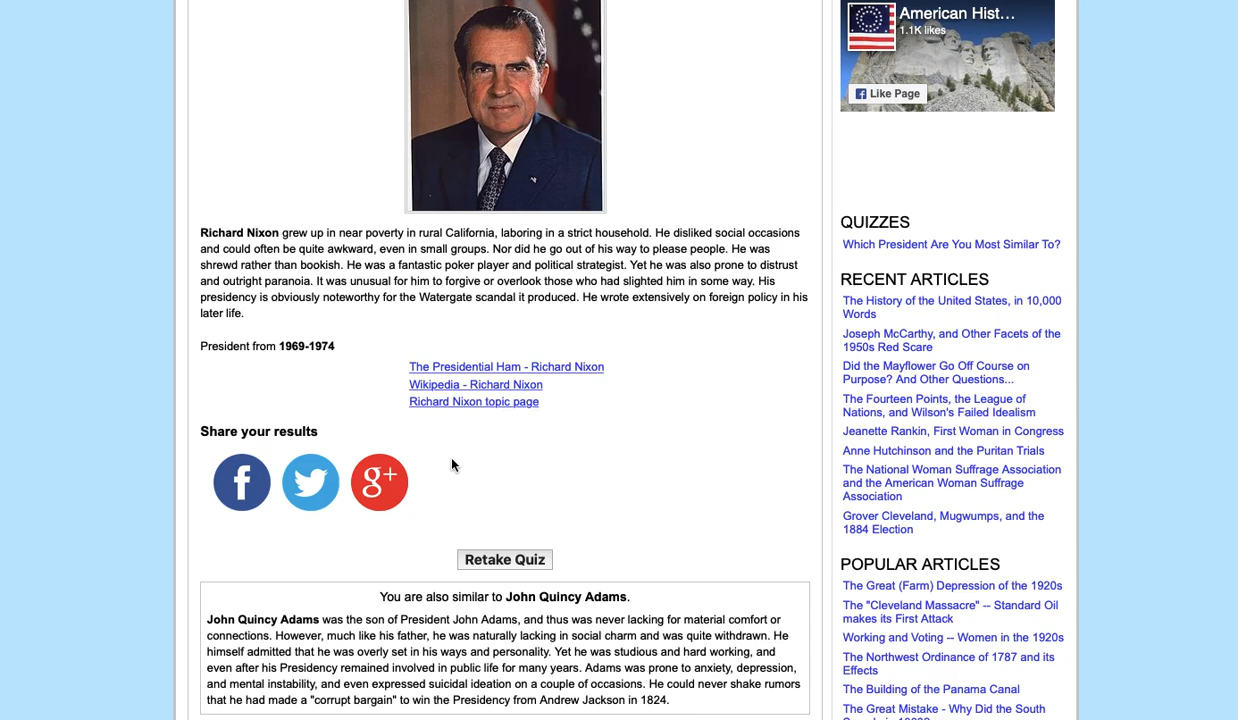 American Hist…
1.1K likes
Like Page
Richard Nixon grew up in near poverty in rural California, laboring in a strict household. He disliked social occasions
and could often be quite awkward, even in small groups. Nor did he go out of his way to please people. He was
shrewd rather than bookish. He was a fantastic poker player and political strategist. Yet he was also prone to distrust
and outright paranoia. It was unusual for him to forgive or overlook those who had slighted him in some way. His
presidency is obviously noteworthy for the Watergate scandal it produced. He wrote extensively on foreign policy in his
later life.
President from 1969-1974
The Presidential Ham - Richard Nixon
Wikipedia - Richard Nixon
Richard Nixon topic page
Share your results
f
g+
Retake Quiz
You are also similar to John Quincy Adams.
John Quincy Adams was the son of President John Adams, and thus was never lacking for material comfort or
connections. However, much like his father, he was naturally lacking in social charm and was quite withdrawn. He
himself admitted that he was overly set in his ways and personality. Yet he was studious and hard working, and
even after his Presidency remained involved in public life for many years. Adams was prone to anxiety, depression,
and mental instability, and even expressed suicidal ideation on a couple of occasions. He could never shake rumors
that he had made a "corrupt bargain" to win the Presidency from Andrew Jackson in 1824.
QUIZZES
Which President Are You Most Similar To?
RECENT ARTICLES
The History of the United States, in 10,000
Words
Joseph McCarthy, and Other Facets of the
1950s Red Scare
Did the Mayflower Go Off Course on
Purpose? And Other Questions...
The Fourteen Points, the League of
Nations, and Wilson's Failed Idealism
Jeanette Rankin, First Woman in Congress
Anne Hutchinson and the Puritan Trials
The National Woman Suffrage Association
and the American Woman Suffrage
Association
Grover Cleveland, Mugwumps, and the
1884 Election
POPULAR ARTICLES
The Great (Farm) Depression of the 1920s
The "Cleveland Massacre" -- Standard Oil
makes its First Attack
Working and Voting -- Women in the 1920s
The Northwest Ordinance of 1787 and its
Effects
The Building of the Panama Canal
The Great Mistake - Why Did the South